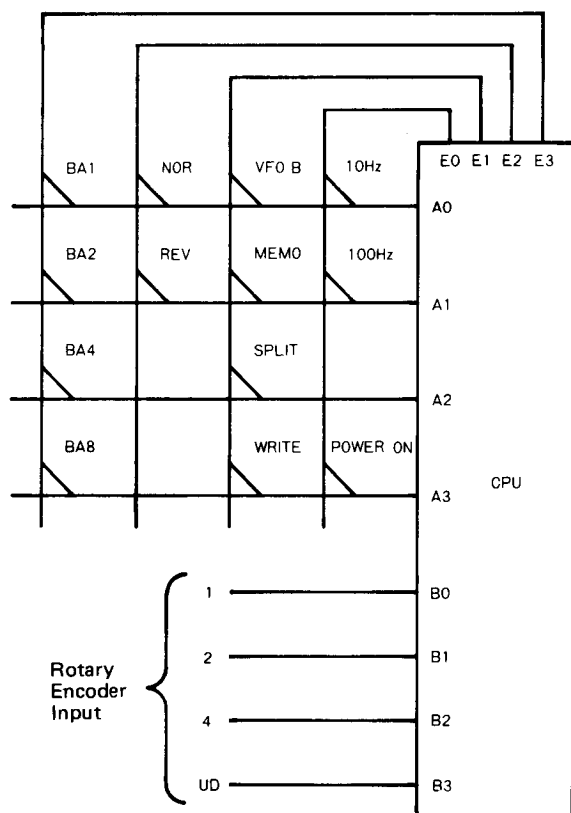 E0 E1 E2 E3
BA1 NOR VFO B 10Hz
A0
BA2 REV MEMO 100Hz
A1
BA4 SPLIT
A2
BA8 WRITE POWER ON
A3
CPU
1 B0
2 B1
Rotary
Encoder
Input
4 B2
UD B3